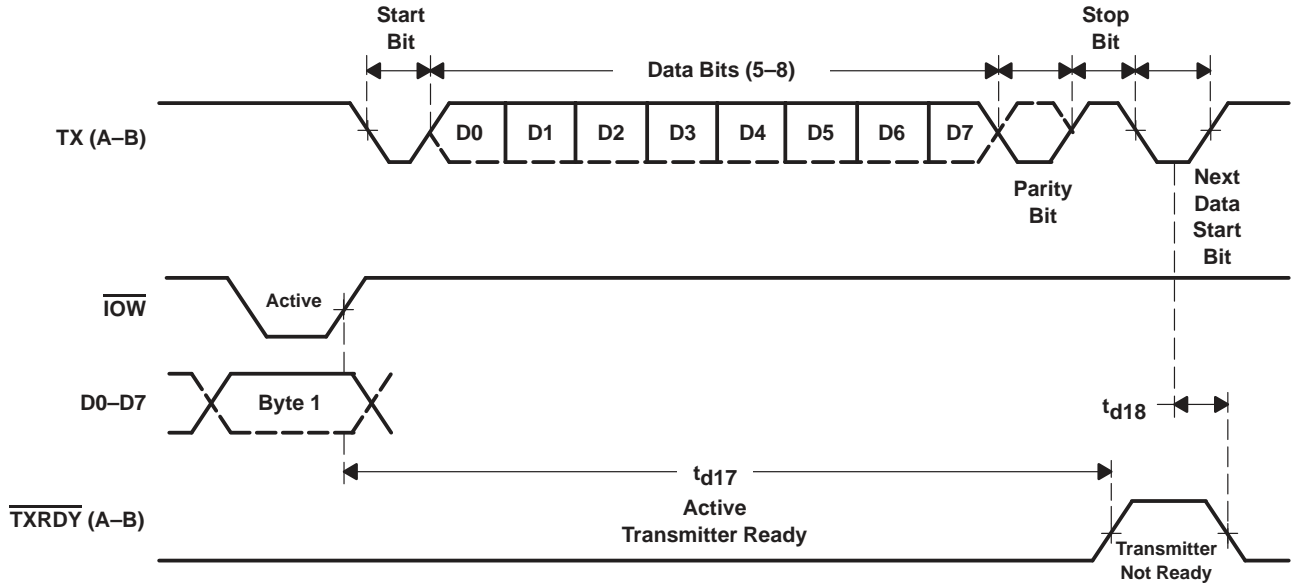 Start
Bit
Stop
Bit
Data Bits (5–8)
TX (A–B)
D0 D1 D2 D3 D4 D5 D6 D7
Parity
Bit
Next
Data
Start
Bit
IOW
Active
D0–D7
Byte 1
td18
td17
TXRDY (A–B)
Active
Transmitter Ready
Transmitter
Not Ready